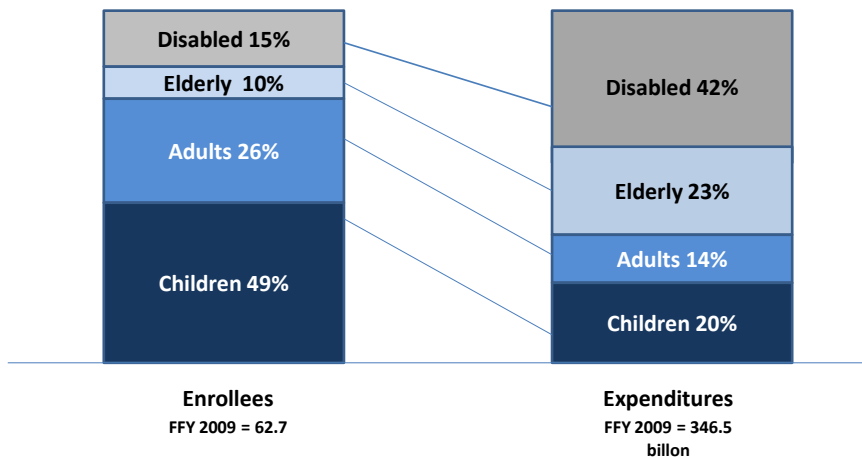 Disabled 15%
Elderly 10%
Adults 26%
Children 49%
Disabled 42%
Elderly 23%
Adults 14%
Children 20%
Enrollees
FFY 2009 = 62.7
Expenditures
FFY 2009 = 346.5
billon